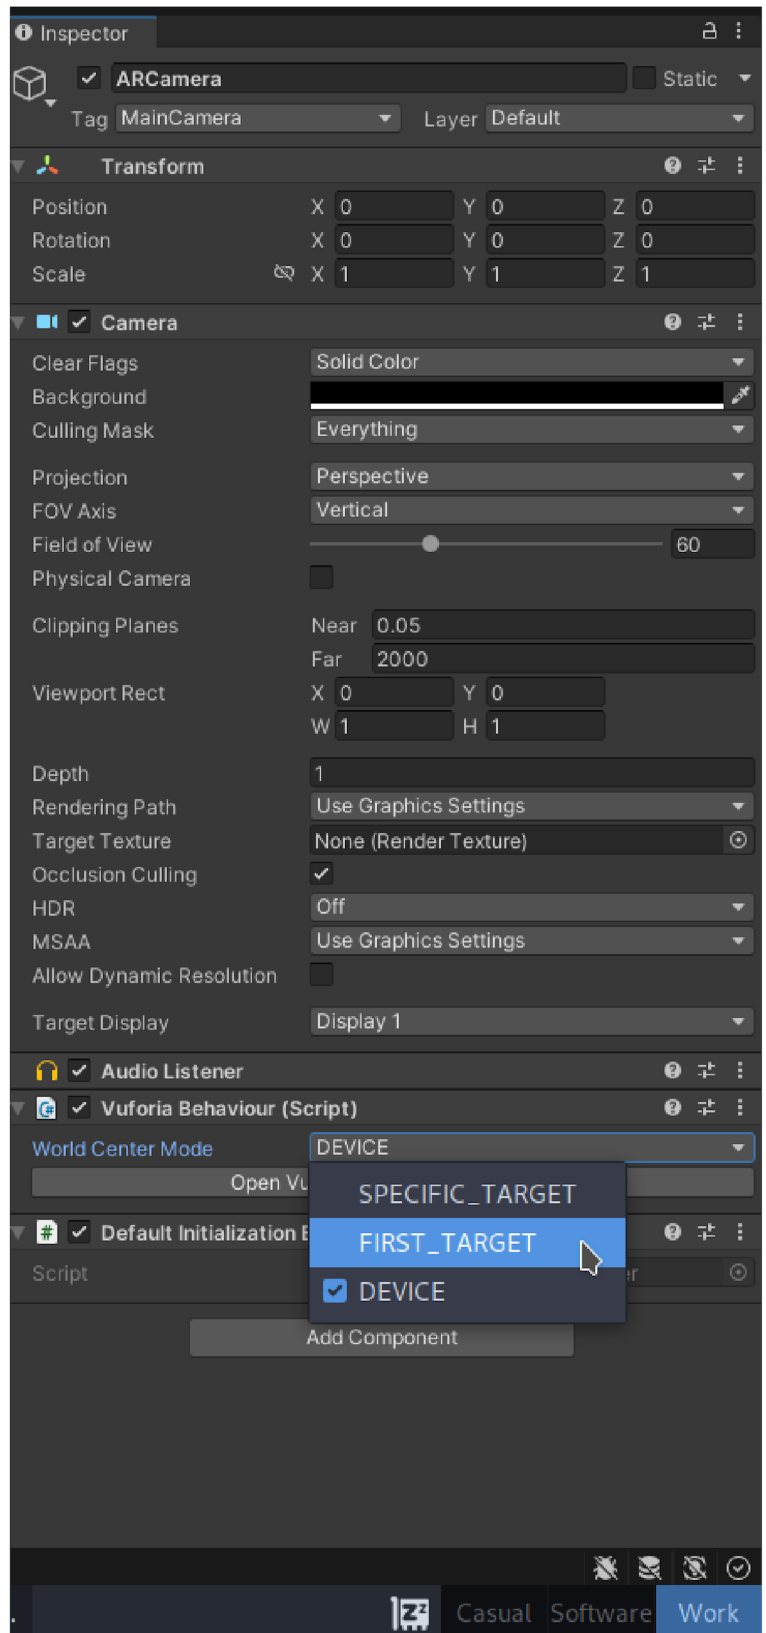 Inspector
ARCamera Static
Tag MainCamera Layer Default
Transform
Position X 0 Y 0 Z 0
Rotation X 0 Y 0 Z 0
Scale X 1 Y 1 Z 1
Camera
Clear Flags Solid Color
Background
Culling Mask Everything
Projection Perspective
FOV Axis Vertical
Field of View 60
Physical Camera
Clipping Planes Near 0.05
Far 2000
Viewport Rect X 0 Y 0
W 1 H 1
Depth 1
Rendering Path Use Graphics Settings
Target Texture None (Render Texture)
Occlusion Culling
HDR Off
MSAA Use Graphics Settings
Allow Dynamic Resolution
Target Display Display 1
Audio Listener
Vuforia Behaviour (Script)
World Center Mode DEVICE
Open Vu
SPECIFIC_TARGET
Default Initialization
FIRST_TARGET
Script
DEVICE
Add Component
Casual Software Work